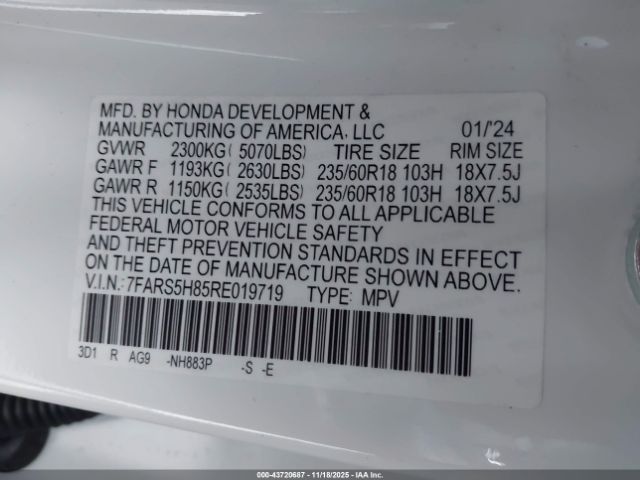 MFD. BY HONDA DEVELOPMENT &
MANUFACTURING OF AMERICA, LLC 01/'24
GVWR 2300KG( 5070LBS) TIRE SIZE RIM SIZE
GAWR F 1193KG( 2630LBS) 235/60R18 103H 18X7.5J
GAWR R 1150KG( 2535LBS) 235/60R18 103H 18X7.5J
THIS VEHICLE CONFORMS TO ALL APPLICABLE
FEDERAL MOTOR VEHICLE SAFETY
AND THEFT PREVENTION STANDARDS IN EFFECT
ON THE DATE OF MANUFACTURE SHOWN ABOVE.
V.I.N.:7FARS5H85RE019719 TYPE: MPV
3D1 R AG9 -NH883P -S -E
000-43720687 - 11/18/2025 - IAAI.COM